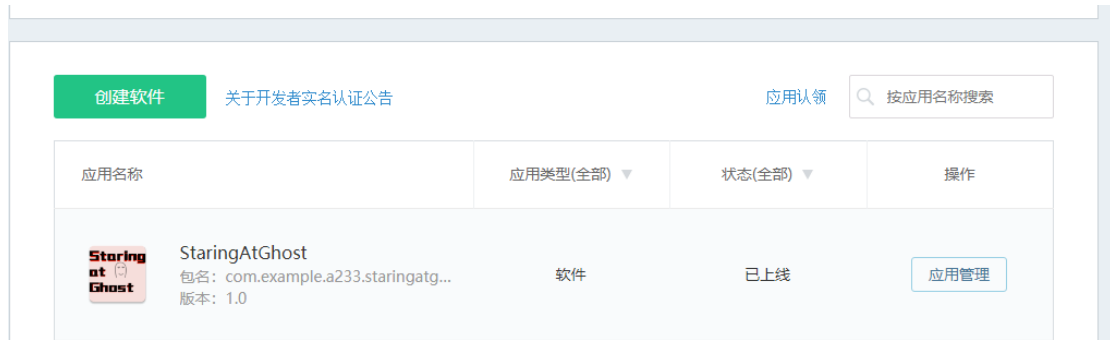 创建软件
关于开发者实名认证公告
应用认领
按应用名称搜索
应用名称
应用类型(全部)
状态(全部)
操作
Staring
at
Ghost
StaringAtGhost
包名：com.example.a233.staringatg...
版本：1.0
软件
已上线
应用管理